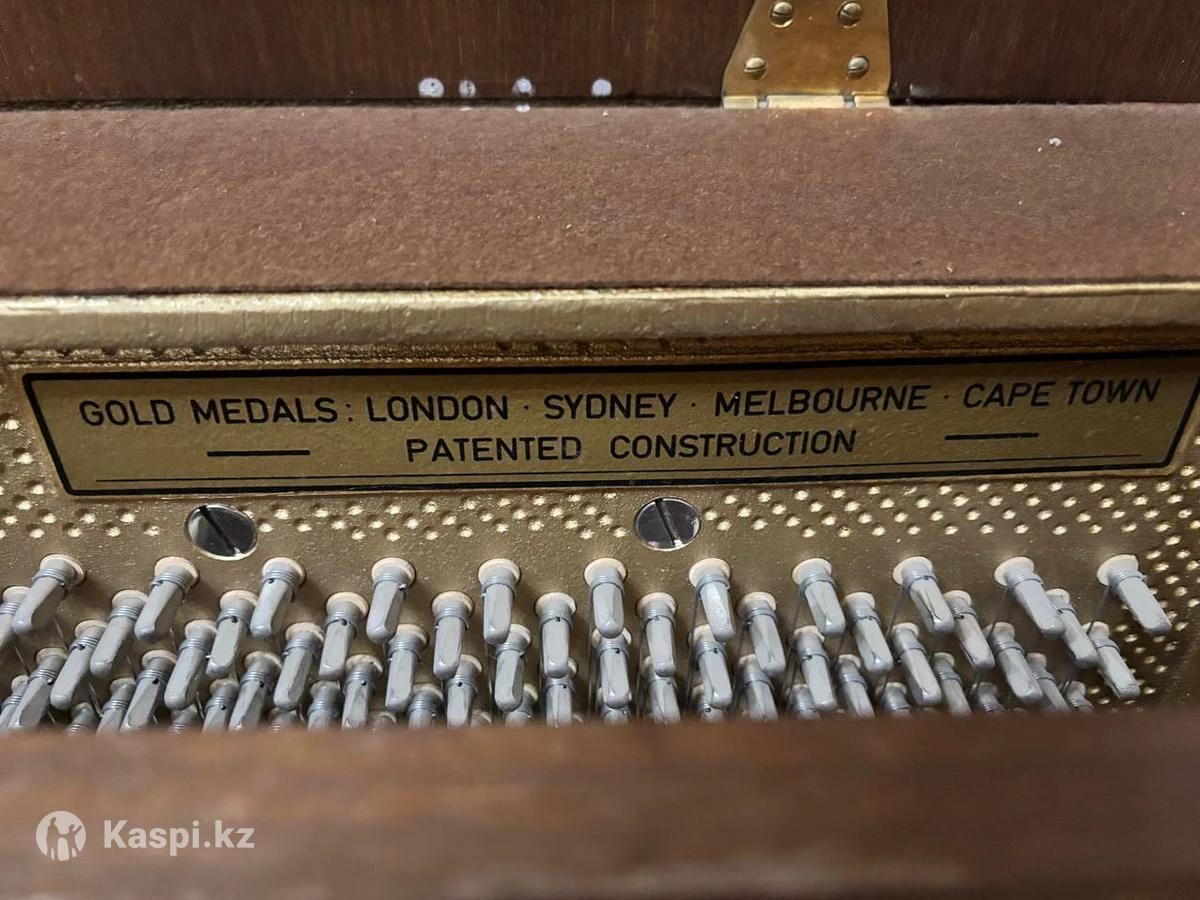 GOLD MEDALS: LONDON · SYDNEY · MELBOURNE · CAPE TOWN
PATENTED CONSTRUCTION
Kaspi.kz